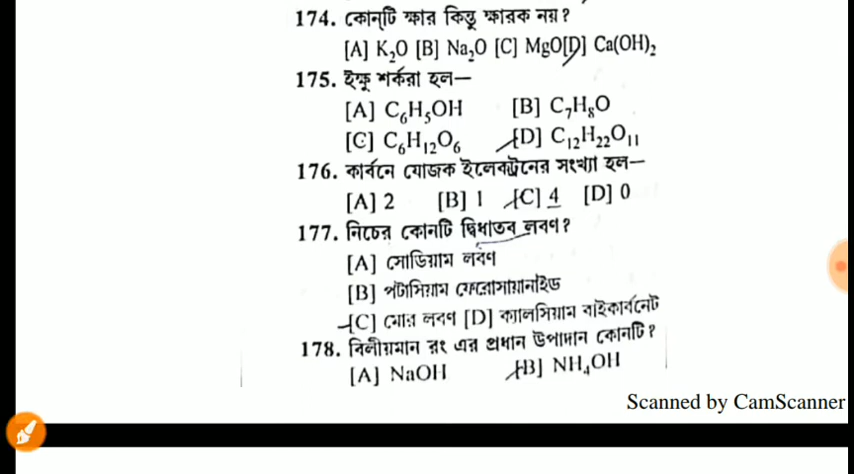 174. কোন্‌টি ক্ষার কিন্তু ক্ষারক নয়?
[A] K₂O [B] Na₂O [C] MgO[D] Ca(OH)₂
175. ইক্ষু শর্করা হল—
[A] C₆H₅OH [B] C₇H₈O
[C] C₆H₁₂O₆ [D] C₁₂H₂₂O₁₁
176. কার্বনে যোজক ইলেকট্রনের সংখ্যা হল—
[A] 2 [B] 1 [C] 4 [D] 0
177. নিচের কোনটি দ্বিধাতব লবণ?
[A] সোডিয়াম লবণ
[B] পটাসিয়াম ফেরোসায়ানাইড
[C] মোর লবণ [D] ক্যালসিয়াম বাইকার্বনেট
178. বিলীয়মান রং এর প্রধান উপাদান কোনটি?
[A] NaOH [B] NH₄OH
Scanned by CamScanner